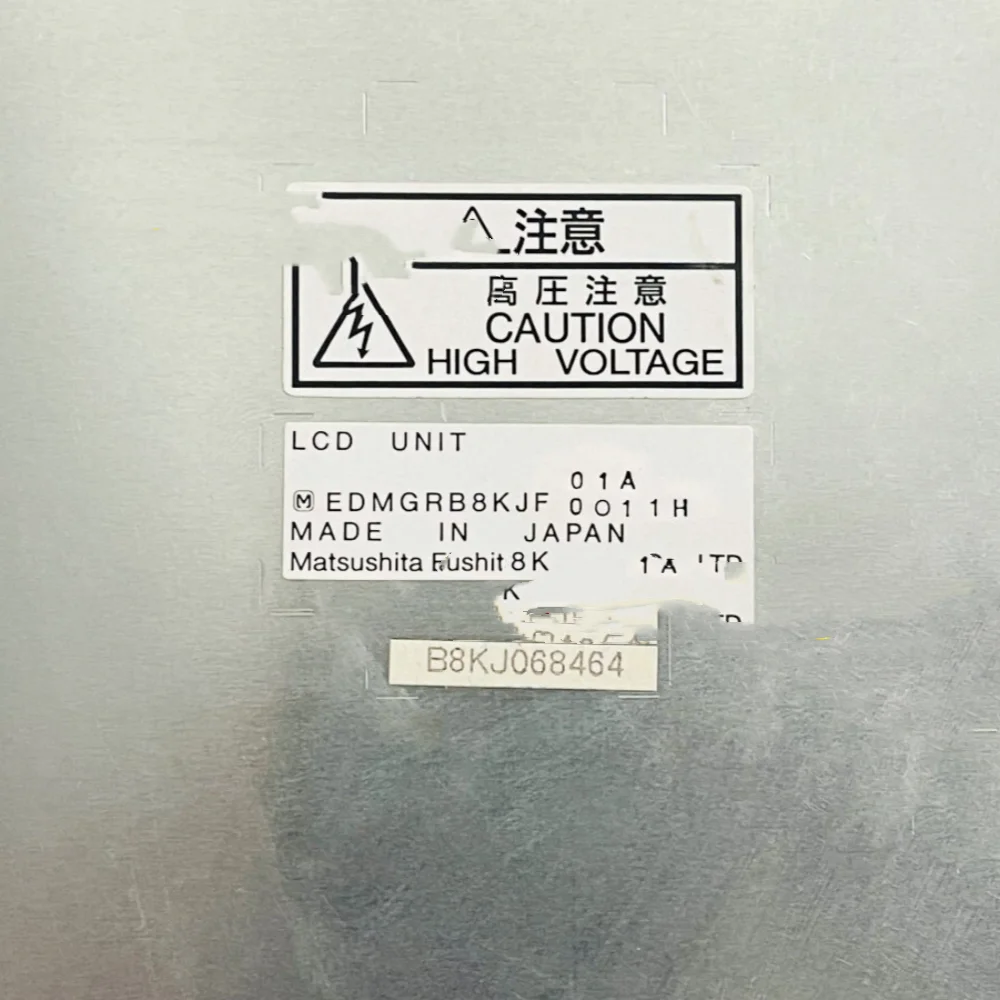 注意
高圧注意
CAUTION
HIGH VOLTAGE
LCD UNIT
01A
M EDMGRB8KJF 0011H
MADE IN JAPAN
Matsushita 8K
K
B8KJ068464